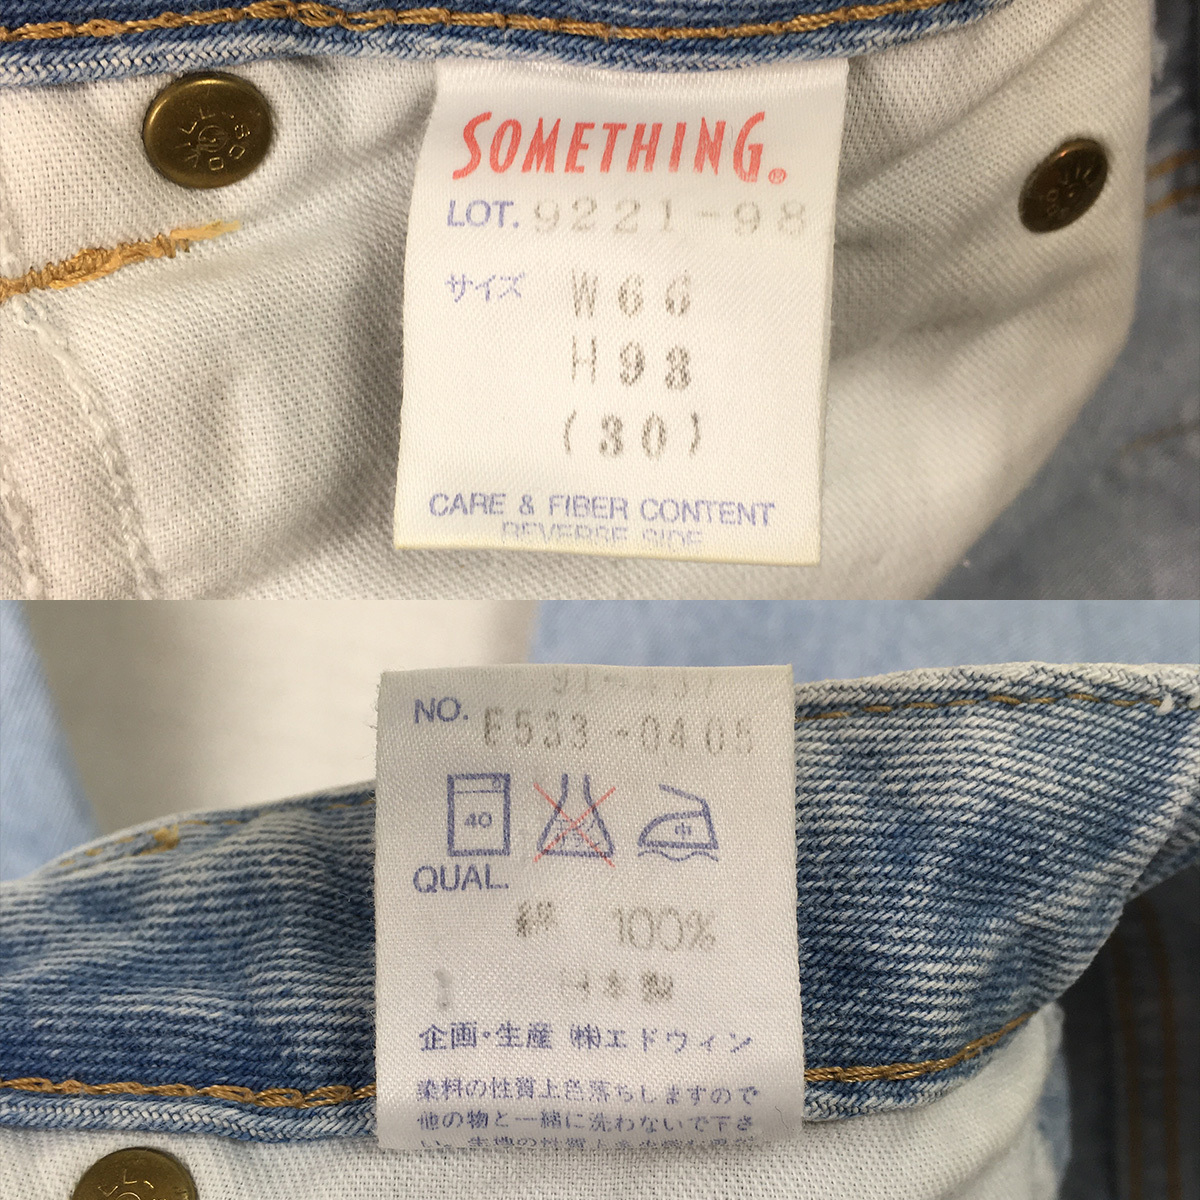 SOMETHING®
LOT. 9221-98
サイズ W66
H98
(30)
CARE & FIBER CONTENT
REVERSE SIDE
NO. E533-0405
40
中
QUAL.
綿 100%
日本製
企画・生産 ㈱エドウィン
染料の性質上色落ちしますので
他の物と一緒に洗わないで下さ